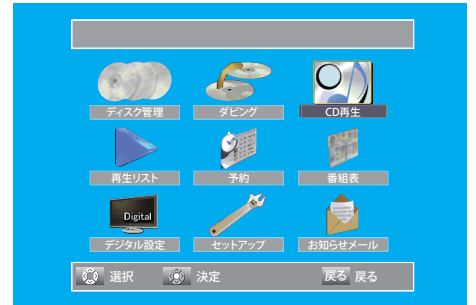 ディスク管理 ダビング CD再生
再生リスト 予約 番組表
Digital
デジタル設定 セットアップ お知らせメール
選択 決定 戻る 戻る